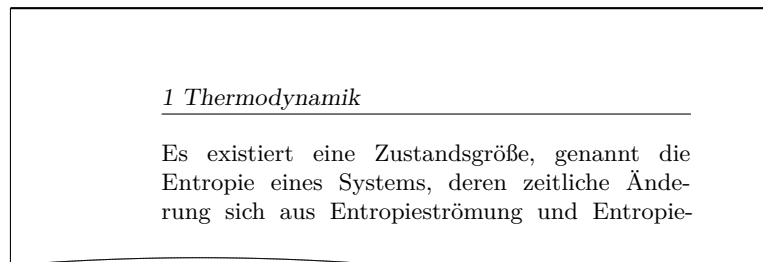 1 Thermodynamik
Es existiert eine Zustandsgröße, genannt die
Entropie eines Systems, deren zeitliche Ände-
rung sich aus Entropieströmung und Entropie-